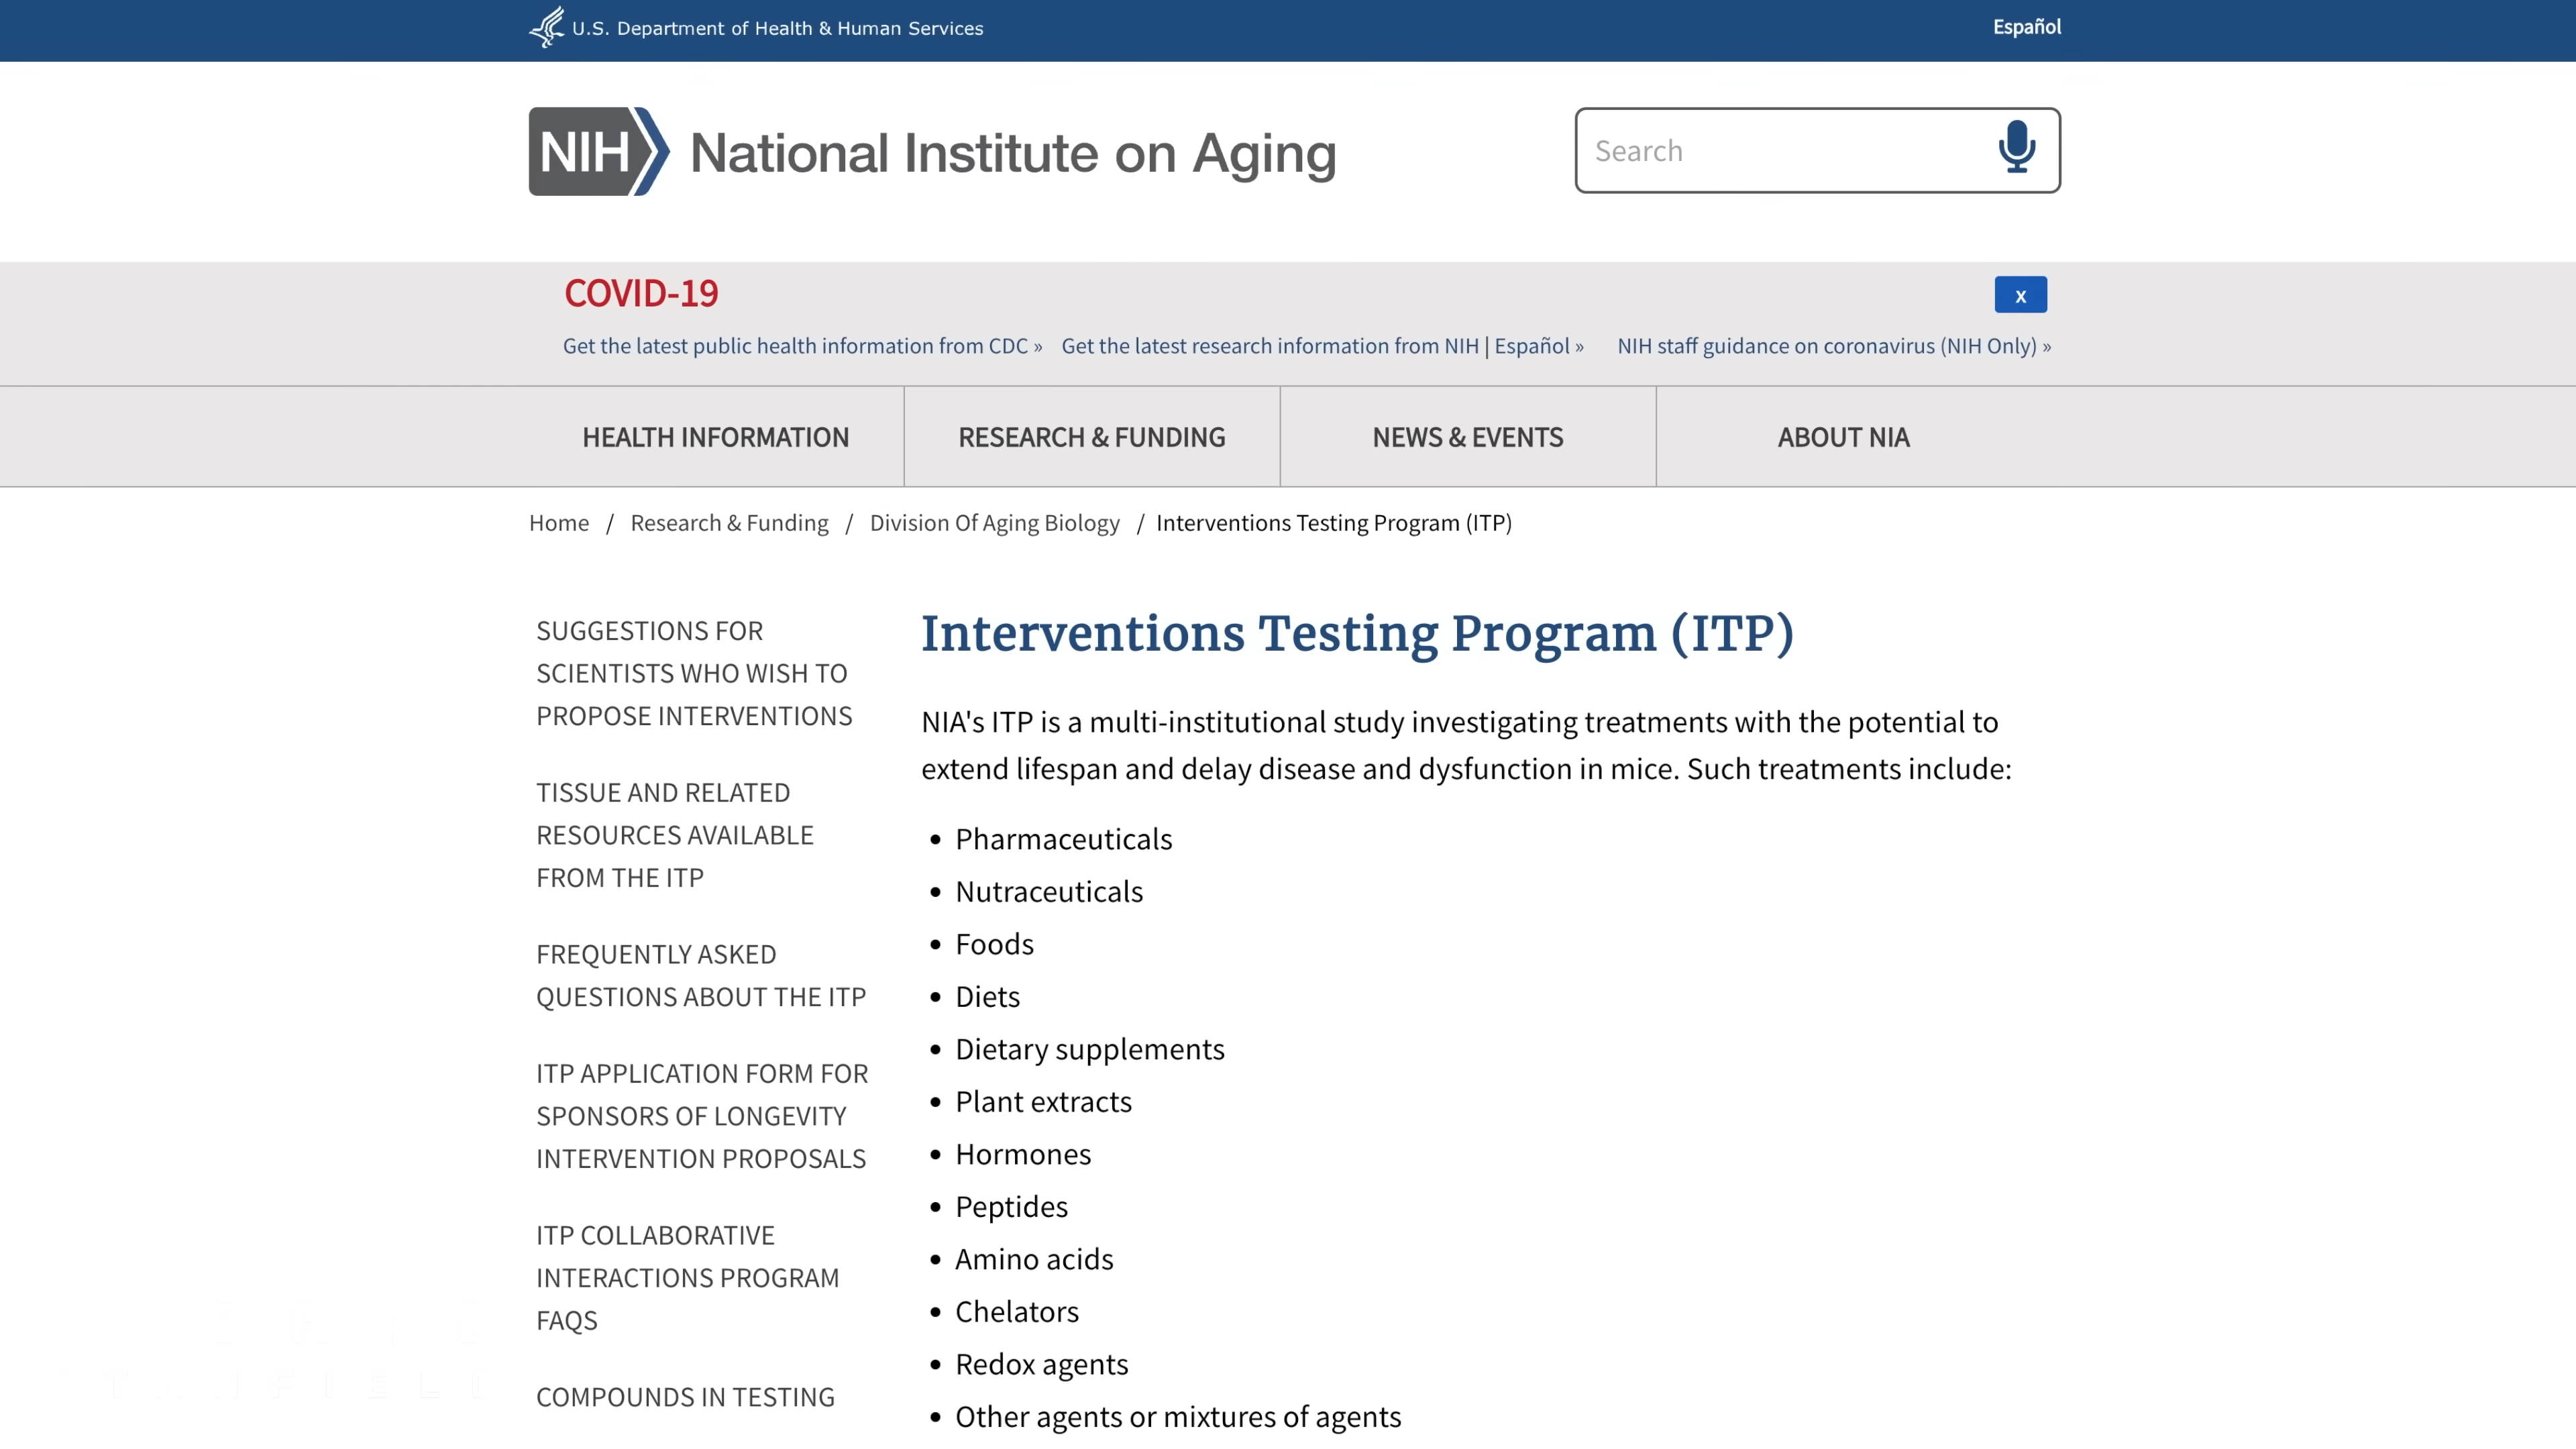 U.S. Department of Health & Human Services
Español
NIH National Institute on Aging
Search
COVID-19
x
Get the latest public health information from CDC » Get the latest research information from NIH | Español » NIH staff guidance on coronavirus (NIH Only) »
HEALTH INFORMATION
RESEARCH & FUNDING
NEWS & EVENTS
ABOUT NIA
Home / Research & Funding / Division Of Aging Biology / Interventions Testing Program (ITP)
SUGGESTIONS FOR
SCIENTISTS WHO WISH TO
PROPOSE INTERVENTIONS
TISSUE AND RELATED
RESOURCES AVAILABLE
FROM THE ITP
FREQUENTLY ASKED
QUESTIONS ABOUT THE ITP
ITP APPLICATION FORM FOR
SPONSORS OF LONGEVITY
INTERVENTION PROPOSALS
ITP COLLABORATIVE
INTERACTIONS PROGRAM
FAQS
COMPOUNDS IN TESTING
Interventions Testing Program (ITP)
NIA's ITP is a multi-institutional study investigating treatments with the potential to
extend lifespan and delay disease and dysfunction in mice. Such treatments include:
• Pharmaceuticals
• Nutraceuticals
• Foods
• Diets
• Dietary supplements
• Plant extracts
• Hormones
• Peptides
• Amino acids
• Chelators
• Redox agents
• Other agents or mixtures of agents